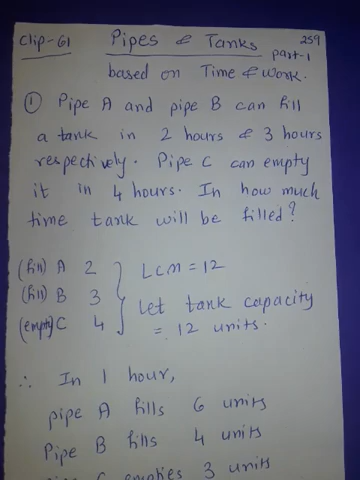 Clip-61 Pipes & Tanks 259
part-1
based on Time & Work.
① Pipe A and pipe B can fill
a tank in 2 hours & 3 hours
respectively. Pipe C can empty
it in 4 hours. In how much
time tank will be filled?
(fill) A 2
(fill) B 3
(empty) C 4
LCM = 12
Let tank capacity
= 12 units.
∴ In 1 hour,
pipe A fills 6 units
Pipe B fills 4 units
Pipe C empties 3 units